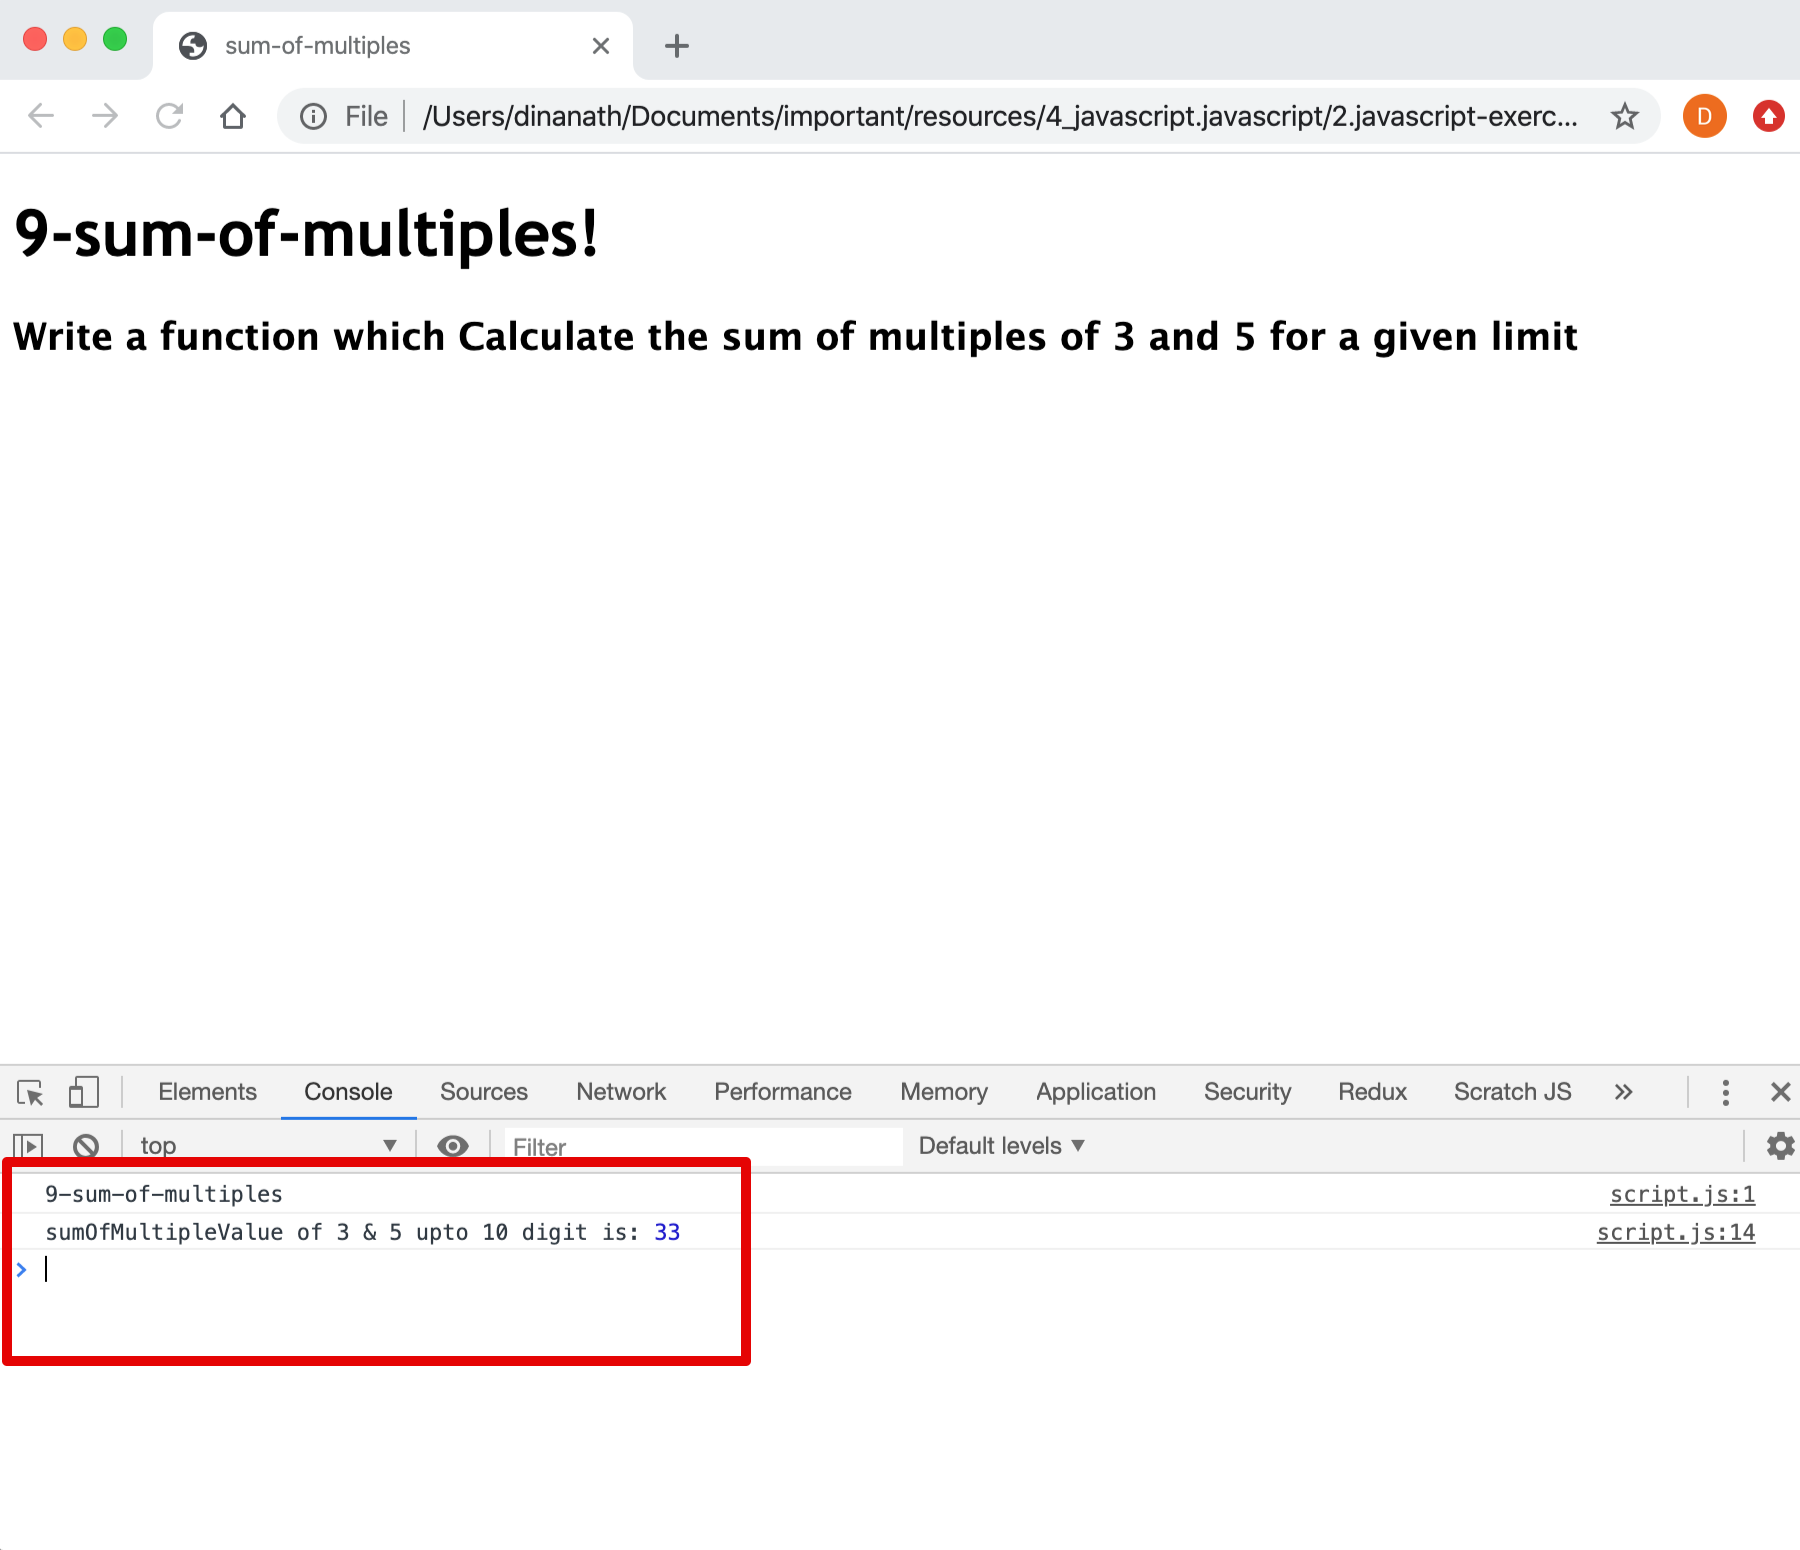 sum-of-multiples
File /Users/dinanath/Documents/important/resources/4_javascript.javascript/2.javascript-exerc...
D
9-sum-of-multiples!
Write a function which Calculate the sum of multiples of 3 and 5 for a given limit
Elements Console Sources Network Performance Memory Application Security Redux Scratch JS
top Filter Default levels
9-sum-of-multiples script.js:1
sumOfMultipleValue of 3 & 5 upto 10 digit is: 33 script.js:14